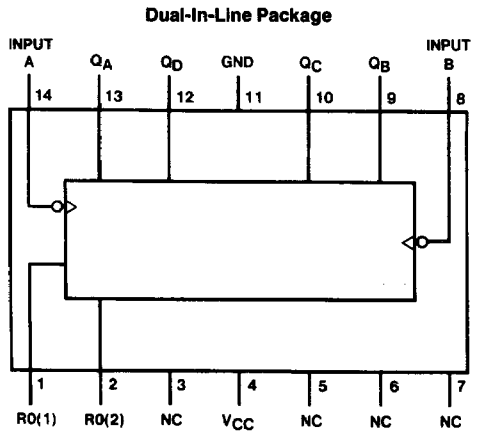 Dual-In-Line Package
INPUT A QA QD GND QC QB INPUT B
14 13 12 11 10 9 8
1 2 3 4 5 6 7
R0(1) R0(2) NC VCC NC NC NC